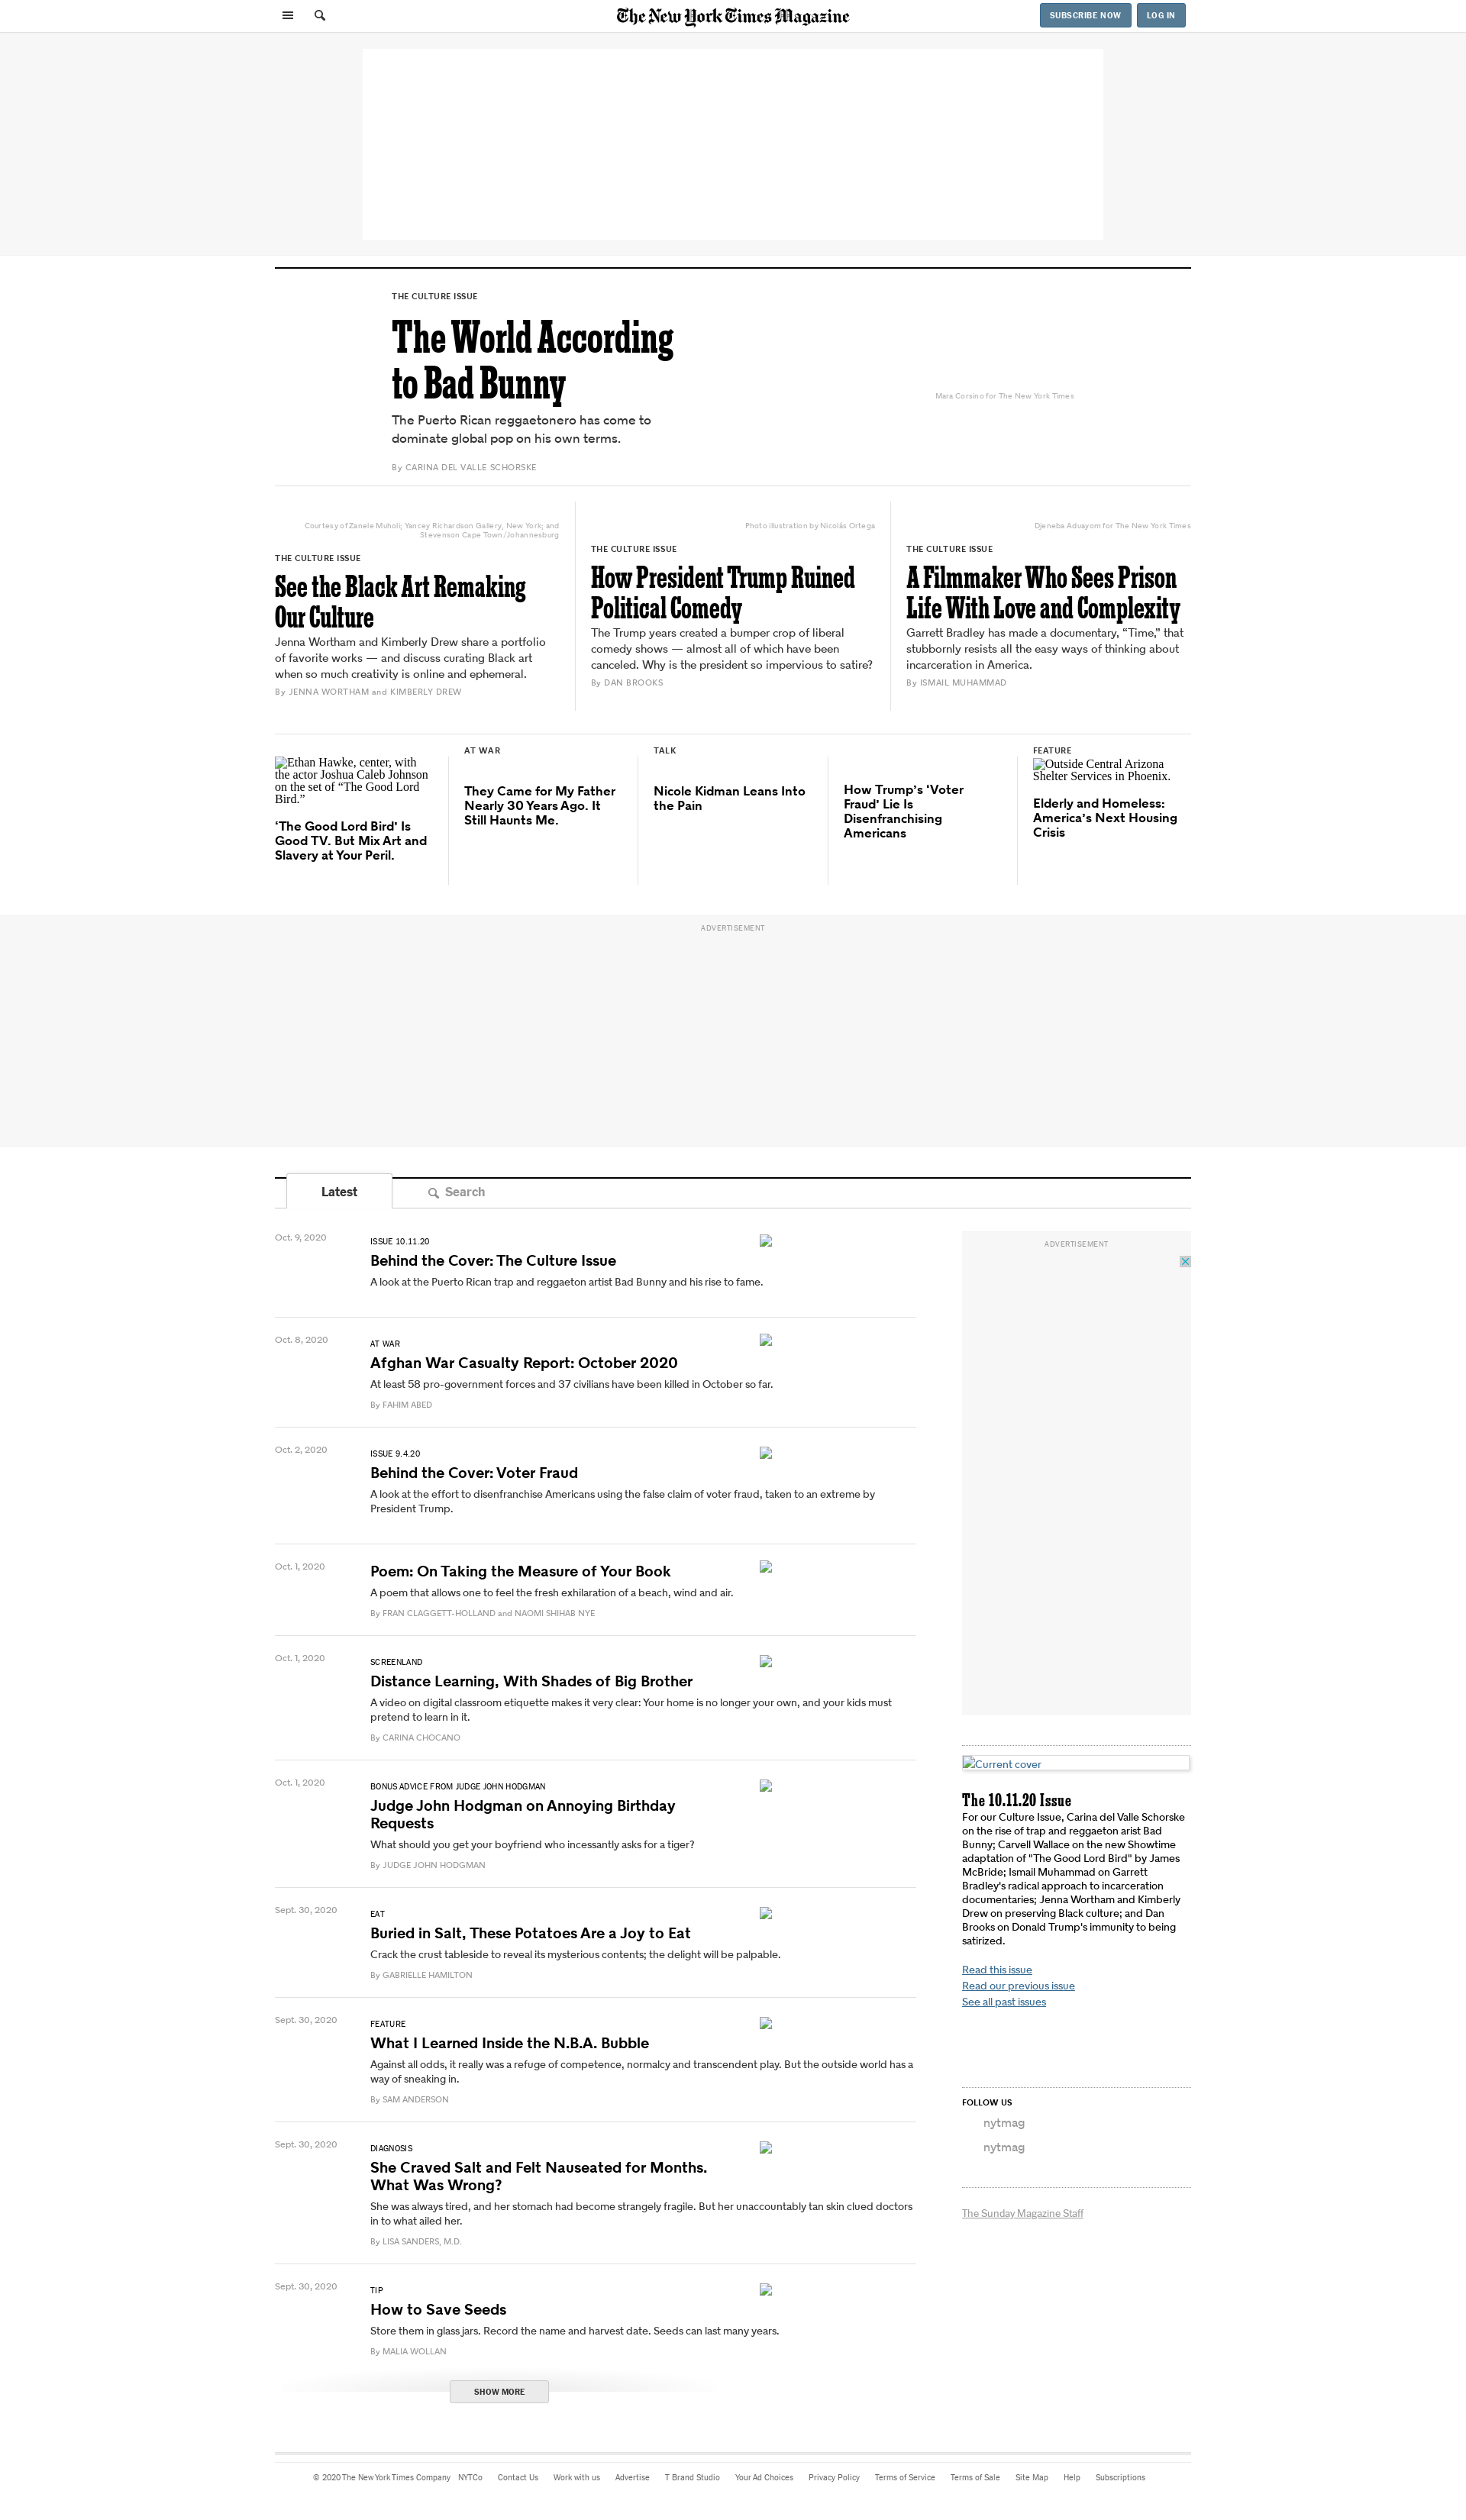 The New York Times Magazine
SUBSCRIBE NOW
LOG IN
THE CULTURE ISSUE
The World According
to Bad Bunny
The Puerto Rican reggaetonero has come to
dominate global pop on his own terms.
By CARINA DEL VALLE SCHORSKE
Mara Corsino for The New York Times
Courtesy of Zanele Muholi; Yancey Richardson Gallery, New York; and
Stevenson Cape Town/Johannesburg
THE CULTURE ISSUE
See the Black Art Remaking
Our Culture
Jenna Wortham and Kimberly Drew share a portfolio
of favorite works — and discuss curating Black art
when so much creativity is online and ephemeral.
By JENNA WORTHAM and KIMBERLY DREW
Photo illustration by Nicolás Ortega
THE CULTURE ISSUE
How President Trump Ruined
Political Comedy
The Trump years created a bumper crop of liberal
comedy shows — almost all of which have been
canceled. Why is the president so impervious to satire?
By DAN BROOKS
Djeneba Aduayom for The New York Times
THE CULTURE ISSUE
A Filmmaker Who Sees Prison
Life With Love and Complexity
Garrett Bradley has made a documentary, “Time,” that
stubbornly resists all the easy ways of thinking about
incarceration in America.
By ISMAIL MUHAMMAD
Ethan Hawke, center, with
the actor Joshua Caleb Johnson
on the set of “The Good Lord
Bird.”
‘The Good Lord Bird’ Is
Good TV. But Mix Art and
Slavery at Your Peril.
AT WAR
They Came for My Father
Nearly 30 Years Ago. It
Still Haunts Me.
TALK
Nicole Kidman Leans Into
the Pain
How Trump’s ‘Voter
Fraud’ Lie Is
Disenfranchising
Americans
FEATURE
Outside Central Arizona
Shelter Services in Phoenix.
Elderly and Homeless:
America’s Next Housing
Crisis
ADVERTISEMENT
Latest
Search
Oct. 9, 2020
ISSUE 10.11.20
Behind the Cover: The Culture Issue
A look at the Puerto Rican trap and reggaeton artist Bad Bunny and his rise to fame.
Oct. 8, 2020
AT WAR
Afghan War Casualty Report: October 2020
At least 58 pro-government forces and 37 civilians have been killed in October so far.
By FAHIM ABED
Oct. 2, 2020
ISSUE 9.4.20
Behind the Cover: Voter Fraud
A look at the effort to disenfranchise Americans using the false claim of voter fraud, taken to an extreme by
President Trump.
Oct. 1, 2020
Poem: On Taking the Measure of Your Book
A poem that allows one to feel the fresh exhilaration of a beach, wind and air.
By FRAN CLAGGETT-HOLLAND and NAOMI SHIHAB NYE
Oct. 1, 2020
SCREENLAND
Distance Learning, With Shades of Big Brother
A video on digital classroom etiquette makes it very clear: Your home is no longer your own, and your kids must
pretend to learn in it.
By CARINA CHOCANO
Oct. 1, 2020
BONUS ADVICE FROM JUDGE JOHN HODGMAN
Judge John Hodgman on Annoying Birthday
Requests
What should you get your boyfriend who incessantly asks for a tiger?
By JUDGE JOHN HODGMAN
Sept. 30, 2020
EAT
Buried in Salt, These Potatoes Are a Joy to Eat
Crack the crust tableside to reveal its mysterious contents; the delight will be palpable.
By GABRIELLE HAMILTON
Sept. 30, 2020
FEATURE
What I Learned Inside the N.B.A. Bubble
Against all odds, it really was a refuge of competence, normalcy and transcendent play. But the outside world has a
way of sneaking in.
By SAM ANDERSON
Sept. 30, 2020
DIAGNOSIS
She Craved Salt and Felt Nauseated for Months.
What Was Wrong?
She was always tired, and her stomach had become strangely fragile. But her unaccountably tan skin clued doctors
in to what ailed her.
By LISA SANDERS, M.D.
Sept. 30, 2020
TIP
How to Save Seeds
Store them in glass jars. Record the name and harvest date. Seeds can last many years.
By MALIA WOLLAN
SHOW MORE
ADVERTISEMENT
Current cover
The 10.11.20 Issue
For our Culture Issue, Carina del Valle Schorske
on the rise of trap and reggaeton arist Bad
Bunny; Carvell Wallace on the new Showtime
adaptation of "The Good Lord Bird" by James
McBride; Ismail Muhammad on Garrett
Bradley's radical approach to incarceration
documentaries; Jenna Wortham and Kimberly
Drew on preserving Black culture; and Dan
Brooks on Donald Trump's immunity to being
satirized.
Read this issue
Read our previous issue
See all past issues
FOLLOW US
nytmag
nytmag
The Sunday Magazine Staff
© 2020 The New York Times Company NYTCo Contact Us Work with us Advertise T Brand Studio Your Ad Choices Privacy Policy Terms of Service Terms of Sale Site Map Help Subscriptions